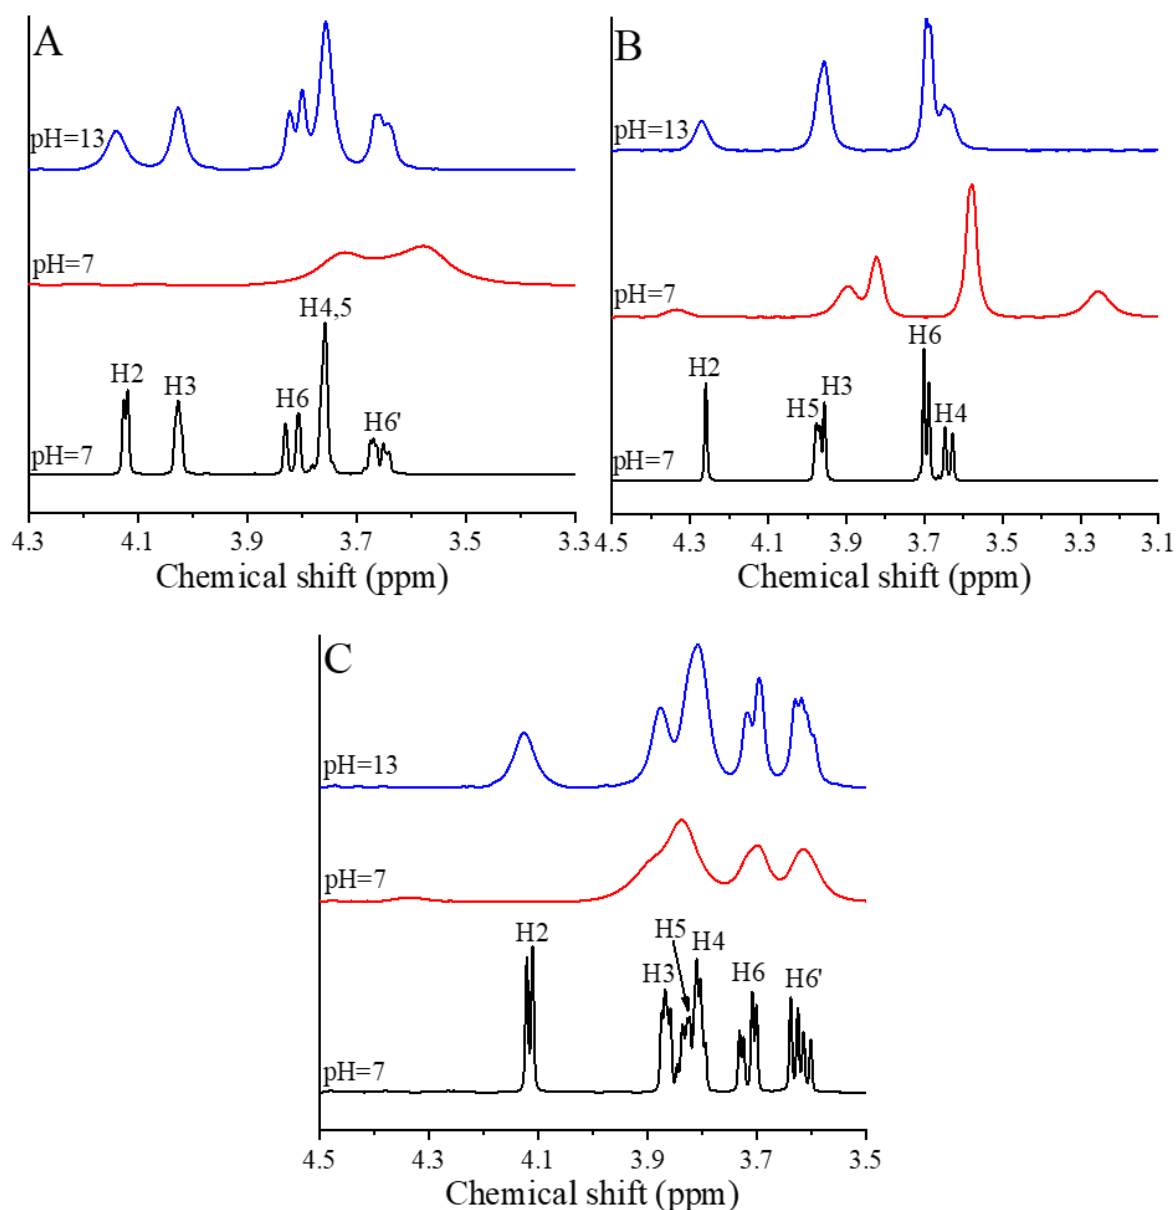 A
pH=13
pH=7
H4,5
H2
H3
H6
H6'
pH=7
4.3 4.1 3.9 3.7 3.5 3.3
Chemical shift (ppm)
B
pH=13
pH=7
H6
H2
H3
H5
H4
pH=7
4.5 4.3 4.1 3.9 3.7 3.5 3.3 3.1
Chemical shift (ppm)
C
pH=13
pH=7
H5
H2
H4
H3
H6
H6'
pH=7
4.5 4.3 4.1 3.9 3.7 3.5
Chemical shift (ppm)